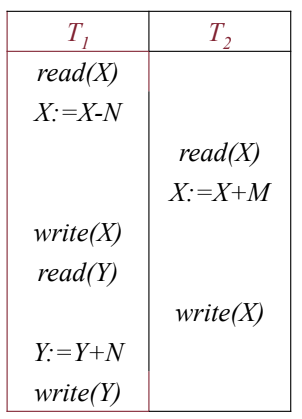 T₁ T₂
read(X)
X:=X-N
read(X)
X:=X+M
write(X)
read(Y)
write(X)
Y:=Y+N
write(Y)